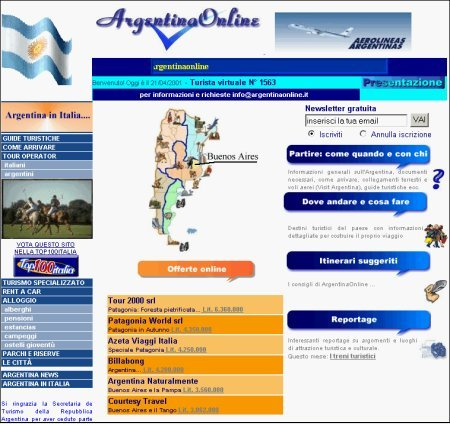 ArgentinaOnline
AEROLINEAS
ARGENTINAS
.rgentinaonline
Benvenuto! Oggi è il 21/04/2001 - Turista virtuale N° 1563
Presentazione
per informazioni e richieste info@argentinaonline.it
Argentina in Italia....
GUIDE TURISTICHE
COME ARRIVARE
TOUR OPERATOR
italiani
argentini
VOTA QUESTO SITO
NELLA TOP100ITALIA
Top100Italia
TURISMO SPECIALIZZATO
RENT A CAR
ALLOGGIO
alberghi
pensioni
estancias
campeggi
ostelli gioventù
PARCHI E RISERVE
LE CITTÀ
ARGENTINA NEWS
ARGENTINA IN ITALIA
Si ringrazia la Secretaria de
Turismo della Repubblica
Argentina per aver ceduto parte
Buenos Aires
Offerte online
Tour 2000 srl
Patagonia: Foresta pietrificata... Lit. 6.360.000
Patagonia World srl
Patagonia in Autunno Lit. 4.350.000
Azeta Viaggi Italia
Speciale Patagonia Lit. 4.250.000
Billabong
Argentina... Lit. 4.200.000
Argentina Naturalmente
Buenos Aires e la Pampa Lit. 3.560.000
Courtesy Travel
Buenos Aires e il Tango Lit. 3.062.000
Newsletter gratuita
inserisci la tua email VAI
Iscriviti Annulla iscrizione
Partire: come quando e con chi
Informazioni generali sull'Argentina, documenti
necessari, come arrivare, collegamenti terrestri e
voli aerei (Visit Argentina), guide turistiche ecc.
Dove andare e cosa fare
Destini turistici del paese con informazioni
dettagliate per costruire il proprio viaggio
Itinerari suggeriti
I consigli di ArgentinaOnline ...
Reportage
Interessanti reportage su argomenti e luoghi
di attrazione turistica e culturale.
Questo mese: I treni turistici